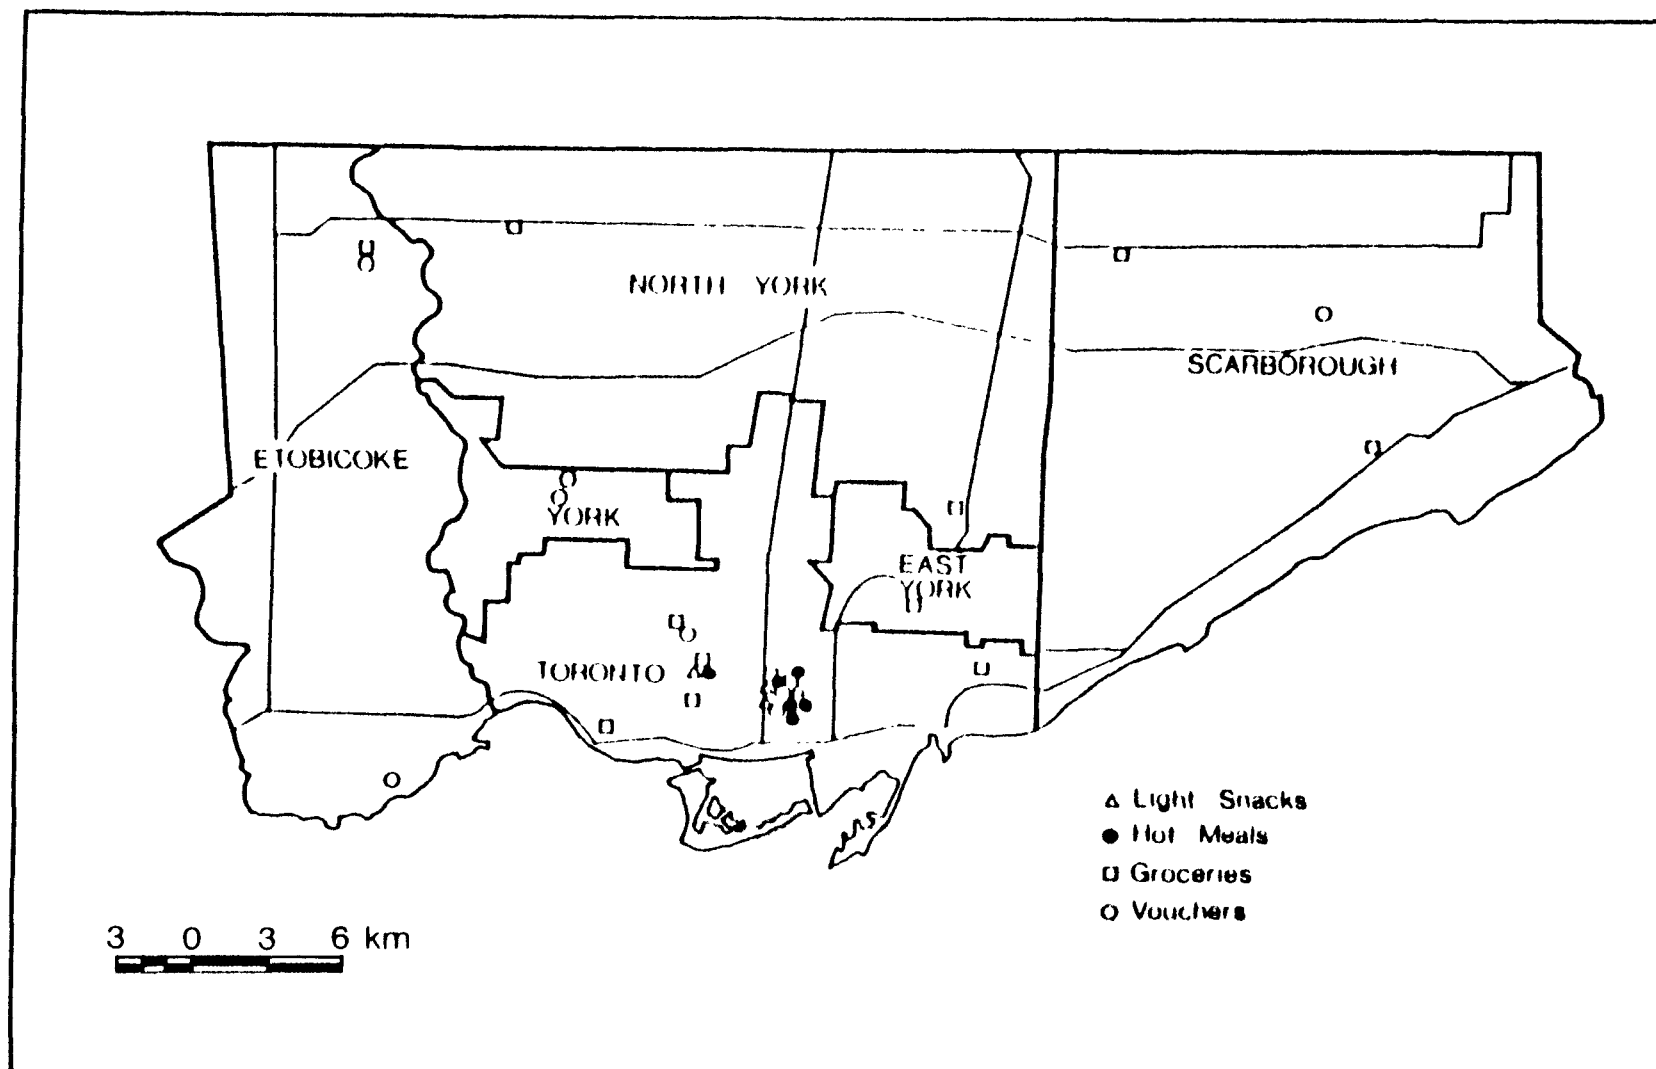 NORTH YORK
SCARBOROUGH
ETOBICOKE
YORK
EAST
YORK
TORONTO
Light Snacks
Hot Meals
Groceries
Vouchers
3 0 3 6 km